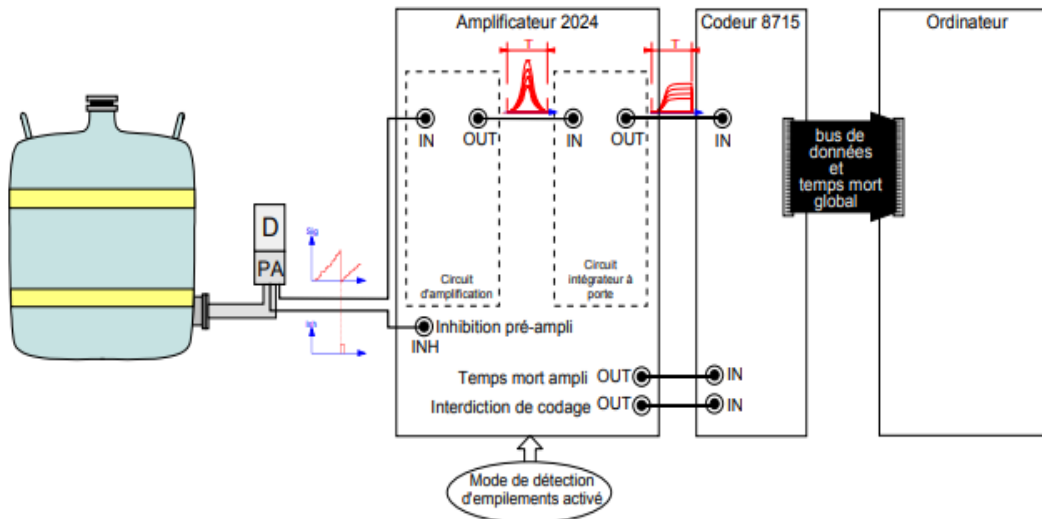 Amplificateur 2024
Codeur 8715
Ordinateur
T
T
IN
OUT
IN
OUT
IN
bus de
données
et
temps mort
global
D
PA
Sig
Circuit
d'amplification
Circuit
intégrateur à
porte
Inhibition pré-ampli
INH
Temps mort ampli
OUT
IN
Interdiction de codage
OUT
IN
Mode de détection
d'empilements activé